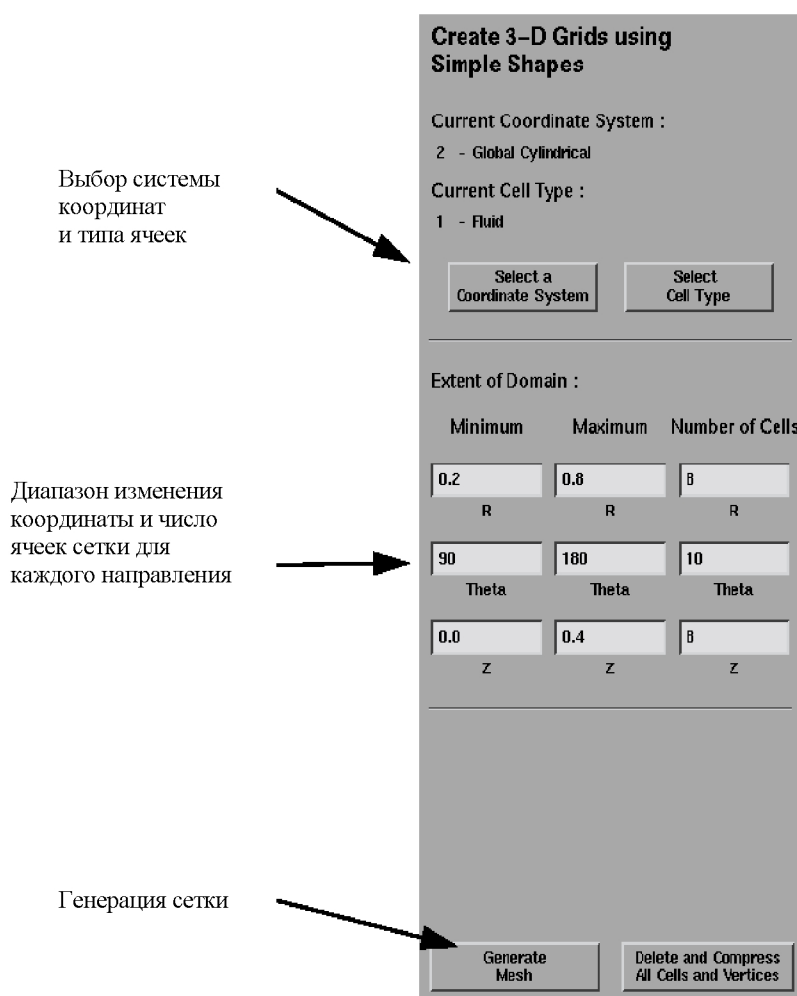 Create 3-D Grids using
Simple Shapes
Current Coordinate System :
2 - Global Cylindrical
Current Cell Type :
1 - Fluid
Выбор системы
координат
и типа ячеек
Select a
Coordinate System
Select
Cell Type
Extent of Domain :
Minimum Maximum Number of Cells
0.2 0.8 8
R R R
Диапазон изменения
координаты и число
ячеек сетки для
каждого направления
90 180 10
Theta Theta Theta
0.0 0.4 8
Z Z Z
Генерация сетки
Generate
Mesh
Delete and Compress
All Cells and Vertices